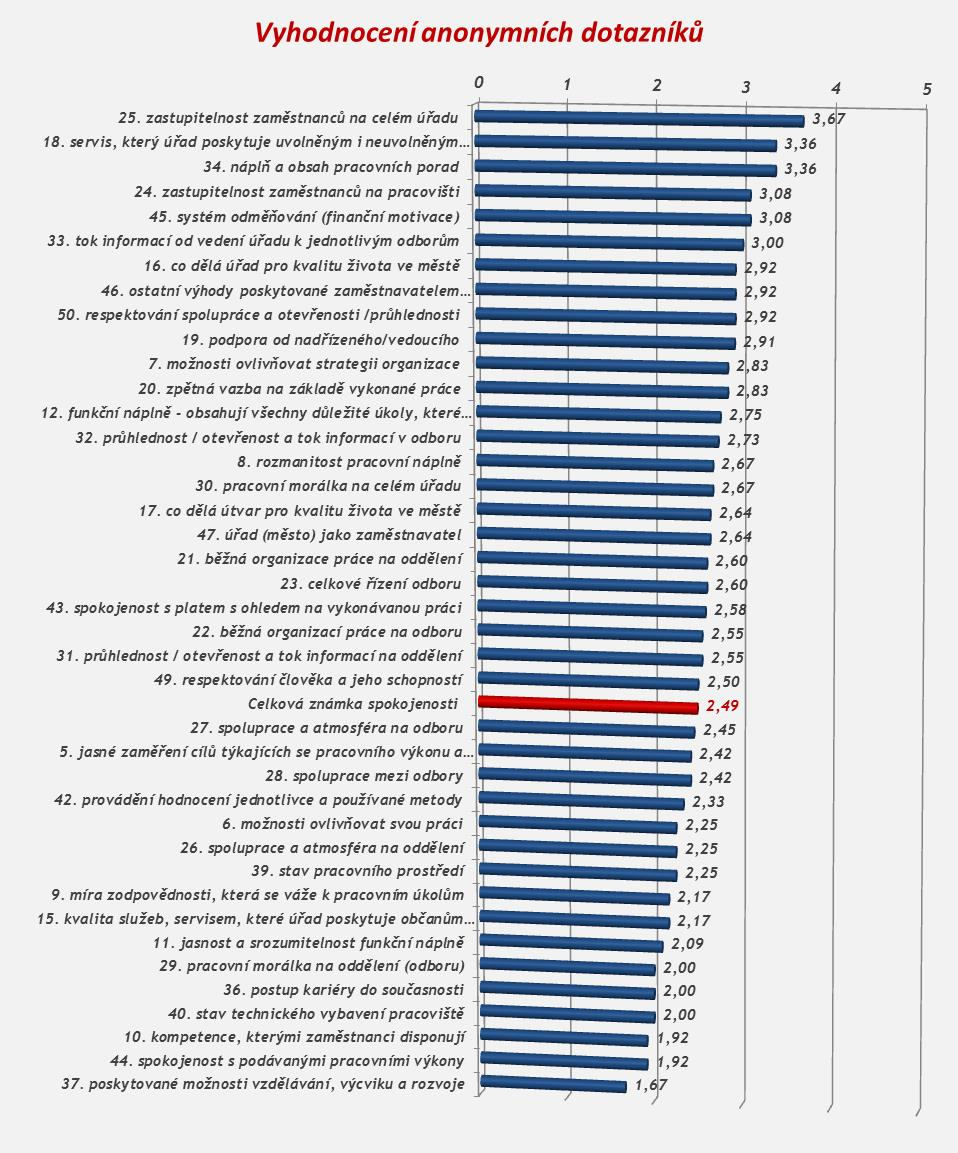 Vyhodnocení anonymních dotazníků
0 1 2 3 4 5
25. zastupitelnost zaměstnanců na celém úřadu 3,67
18. servis, který úřad poskytuje uvolněným i neuvolněným… 3,36
34. náplň a obsah pracovních porad 3,36
24. zastupitelnost zaměstnanců na pracovišti 3,08
45. systém odměňování (finanční motivace) 3,08
33. tok informací od vedení úřadu k jednotlivým odborům 3,00
16. co dělá úřad pro kvalitu života ve městě 2,92
46. ostatní výhody poskytované zaměstnavatelem… 2,92
50. respektování spolupráce a otevřenosti /průhlednosti 2,92
19. podpora od nadřízeného/vedoucího 2,91
7. možnosti ovlivňovat strategii organizace 2,83
20. zpětná vazba na základě vykonané práce 2,83
12. funkční náplně - obsahují všechny důležité úkoly, které… 2,75
32. průhlednost / otevřenost a tok informací v odboru 2,73
8. rozmanitost pracovní náplně 2,67
30. pracovní morálka na celém úřadu 2,67
17. co dělá útvar pro kvalitu života ve městě 2,64
47. úřad (město) jako zaměstnavatel 2,64
21. běžná organizace práce na oddělení 2,60
23. celkové řízení odboru 2,60
43. spokojenost s platem s ohledem na vykonávanou práci 2,58
22. běžná organizací práce na odboru 2,55
31. průhlednost / otevřenost a tok informací na oddělení 2,55
49. respektování člověka a jeho schopností 2,50
Celková známka spokojenosti 2,49
27. spoluprace a atmosféra na odboru 2,45
5. jasné zaměření cílů týkajících se pracovního výkonu a… 2,42
28. spoluprace mezi odbory 2,42
42. provádění hodnocení jednotlivce a používané metody 2,33
6. možnosti ovlivňovat svou práci 2,25
26. spoluprace a atmosféra na oddělení 2,25
39. stav pracovního prostředí 2,25
9. míra zodpovědnosti, která se váže k pracovním úkolům 2,17
15. kvalita služeb, servisem, které úřad poskytuje občanům… 2,17
11. jasnost a srozumitelnost funkční náplně 2,09
29. pracovní morálka na oddělení (odboru) 2,00
36. postup kariéry do současnosti 2,00
40. stav technického vybavení pracoviště 2,00
10. kompetence, kterými zaměstnanci disponují 1,92
44. spokojenost s podávanými pracovními výkony 1,92
37. poskytované možnosti vzdělávání, výcviku a rozvoje 1,67